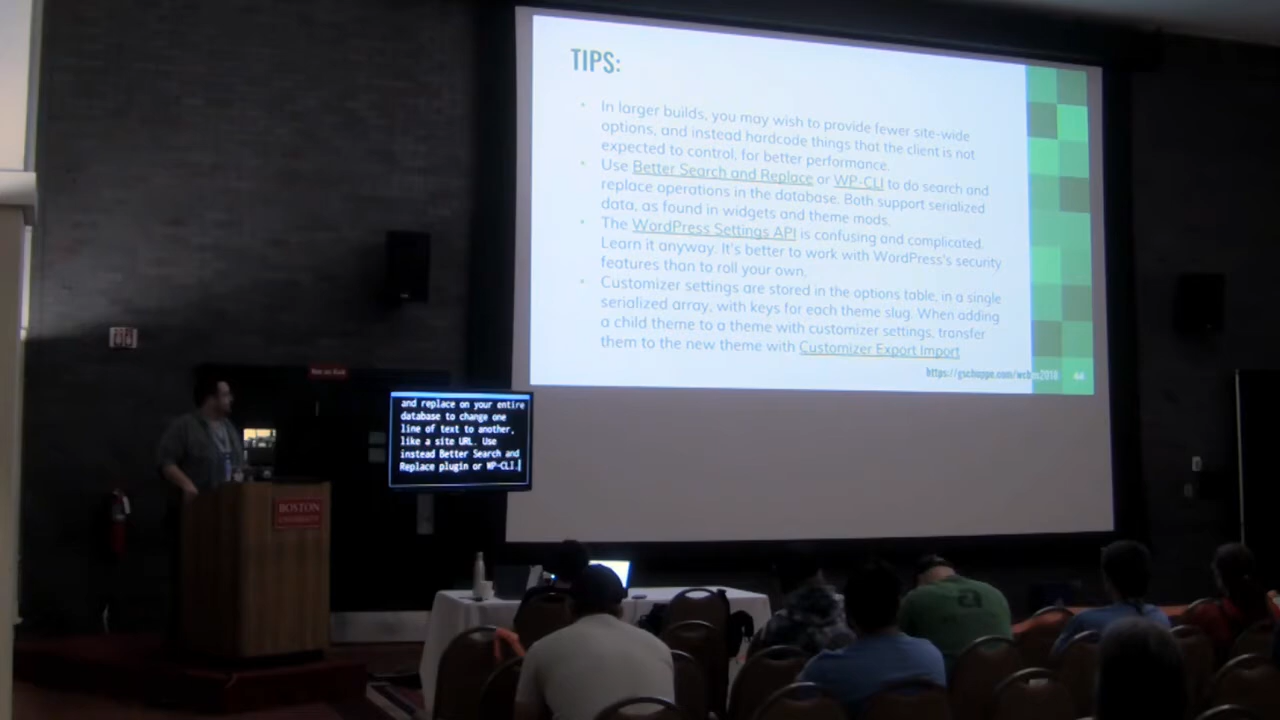 TIPS:
In larger builds, you may wish to provide fewer site-wide
options, and instead hardcode things that the client is not
expected to control, for better performance.
Use Better Search and Replace or WP-CLI to do search and
replace operations in the database. Both support serialized
data, as found in widgets and theme mods.
The WordPress Settings API is confusing and complicated.
Learn it anyway. It's better to work with WordPress's security
features than to roll your own.
Customizer settings are stored in the options table, in a single
serialized array, with keys for each theme slug. When adding
a child theme to a theme with customizer settings, transfer
them to the new theme with Customizer Export Import
https://gschoppe.com/wcbos2018
44
and replace on your entire
database to change one
line of text to another,
like a site URL. Use
instead Better Search and
Replace plugin or WP-CLI.
BOSTON
UNIVERSITY
a